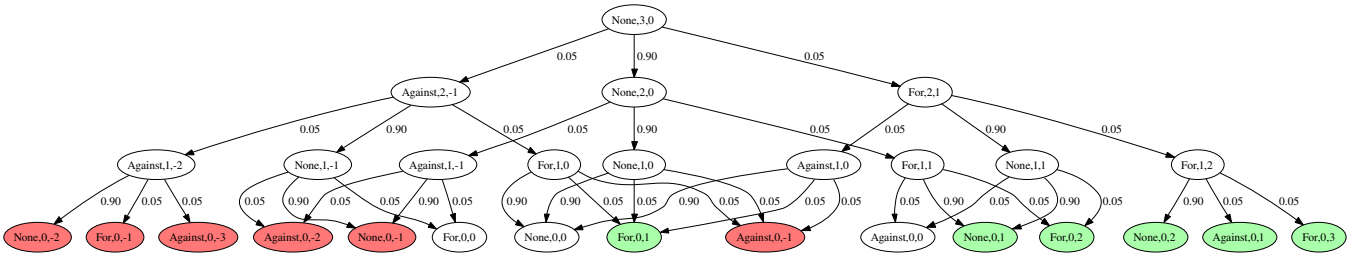 None,3,0
0.05
0.90
0.05
Against,2,-1
None,2,0
For,2,1
0.05
0.90
0.05
0.05
0.90
0.05
0.05
0.90
0.05
Against,1,-2
None,1,-1
Against,1,-1
For,1,0
None,1,0
Against,1,0
For,1,1
None,1,1
For,1,2
0.90
0.05
0.05
0.05
0.90
0.05
0.05
0.90
0.05
0.90
0.90
0.05
0.05
0.90
0.05
0.05
0.05
0.05
0.90
0.05
0.05
0.90
0.05
0.90
0.05
0.05
None,0,-2
For,0,-1
Against,0,-3
Against,0,-2
None,0,-1
For,0,0
None,0,0
For,0,1
Against,0,-1
Against,0,0
None,0,1
For,0,2
None,0,2
Against,0,1
For,0,3